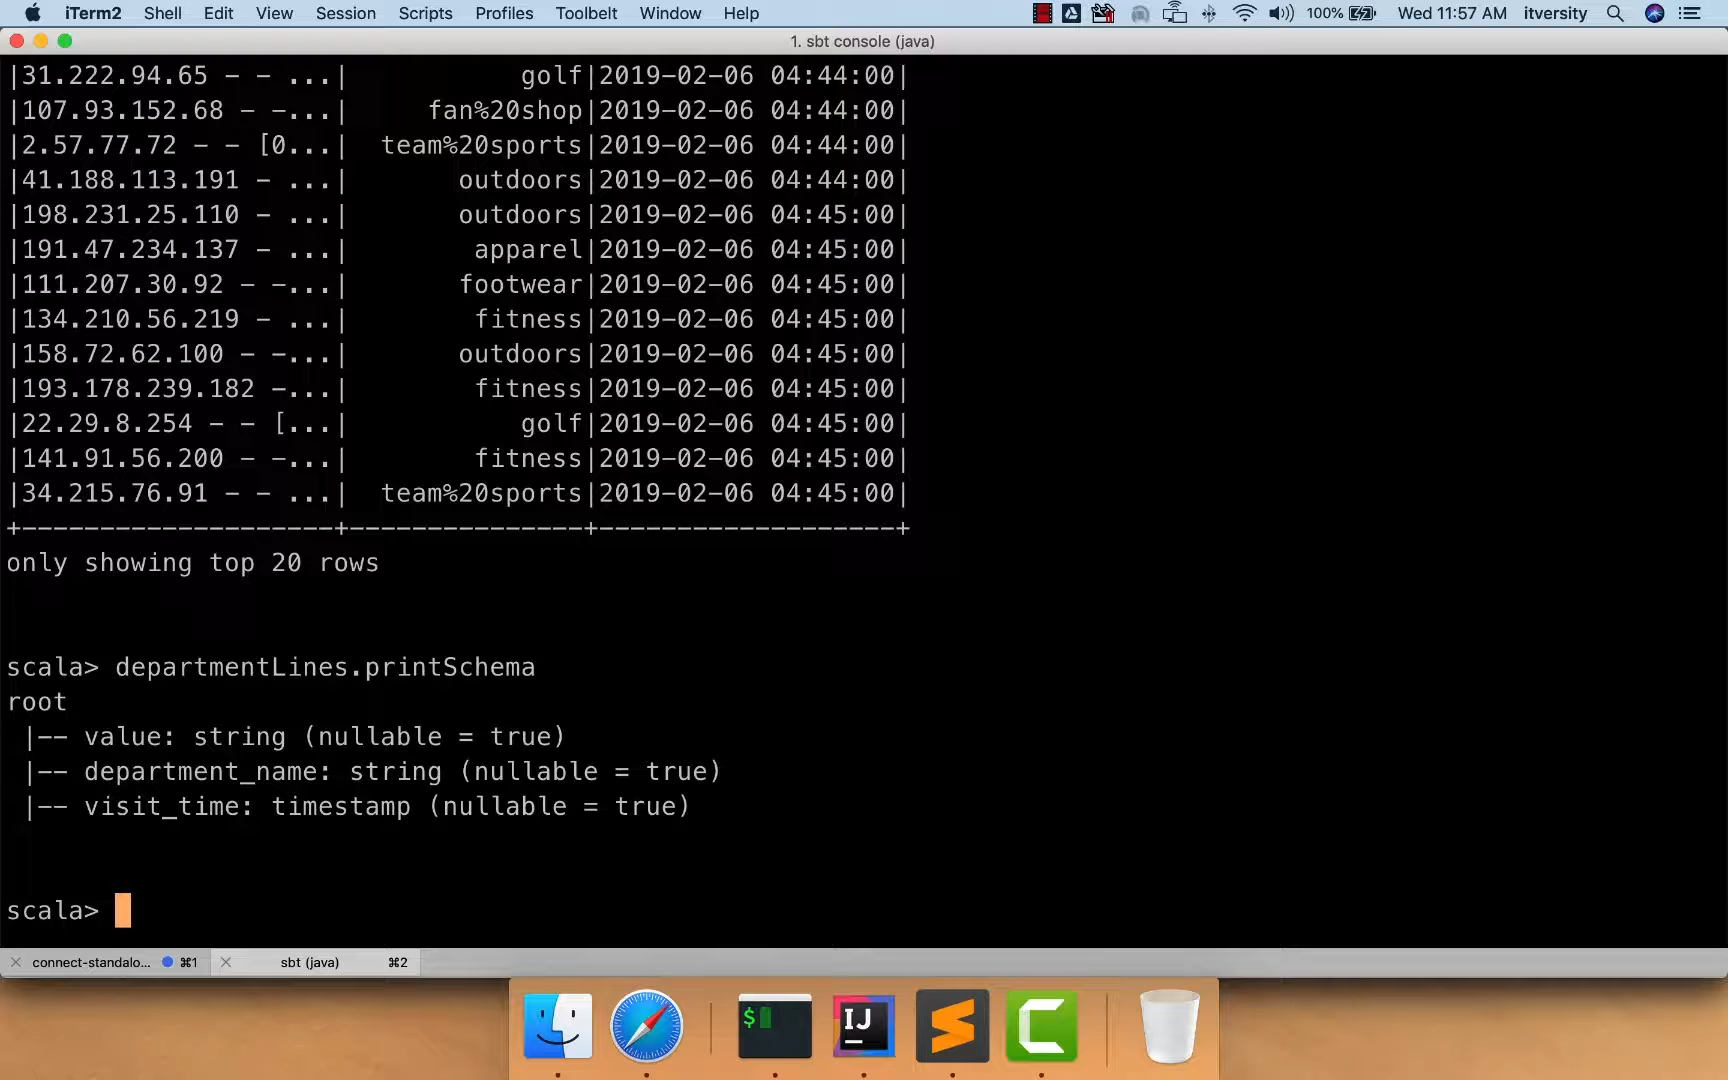 iTerm2 Shell Edit View Session Scripts Profiles Toolbelt Window Help 100% Wed 11:57 AM itversity
1. sbt console (java)
|31.222.94.65 - - ...|           golf|2019-02-06 04:44:00|
|107.93.152.68 - -...|     fan%20shop|2019-02-06 04:44:00|
|2.57.77.72 - - [0...|  team%20sports|2019-02-06 04:44:00|
|41.188.113.191 - ...|       outdoors|2019-02-06 04:44:00|
|198.231.25.110 - ...|       outdoors|2019-02-06 04:45:00|
|191.47.234.137 - ...|        apparel|2019-02-06 04:45:00|
|111.207.30.92 - -...|       footwear|2019-02-06 04:45:00|
|134.210.56.219 - ...|        fitness|2019-02-06 04:45:00|
|158.72.62.100 - -...|       outdoors|2019-02-06 04:45:00|
|193.178.239.182 -...|        fitness|2019-02-06 04:45:00|
|22.29.8.254 - - [...|           golf|2019-02-06 04:45:00|
|141.91.56.200 - -...|        fitness|2019-02-06 04:45:00|
|34.215.76.91 - - ...|  team%20sports|2019-02-06 04:45:00|
+--------------------+---------------+-------------------+
only showing top 20 rows
scala> departmentLines.printSchema
root
 |-- value: string (nullable = true)
 |-- department_name: string (nullable = true)
 |-- visit_time: timestamp (nullable = true)
scala>
connect-standalo... ⌘1 sbt (java) ⌘2
$ IJ